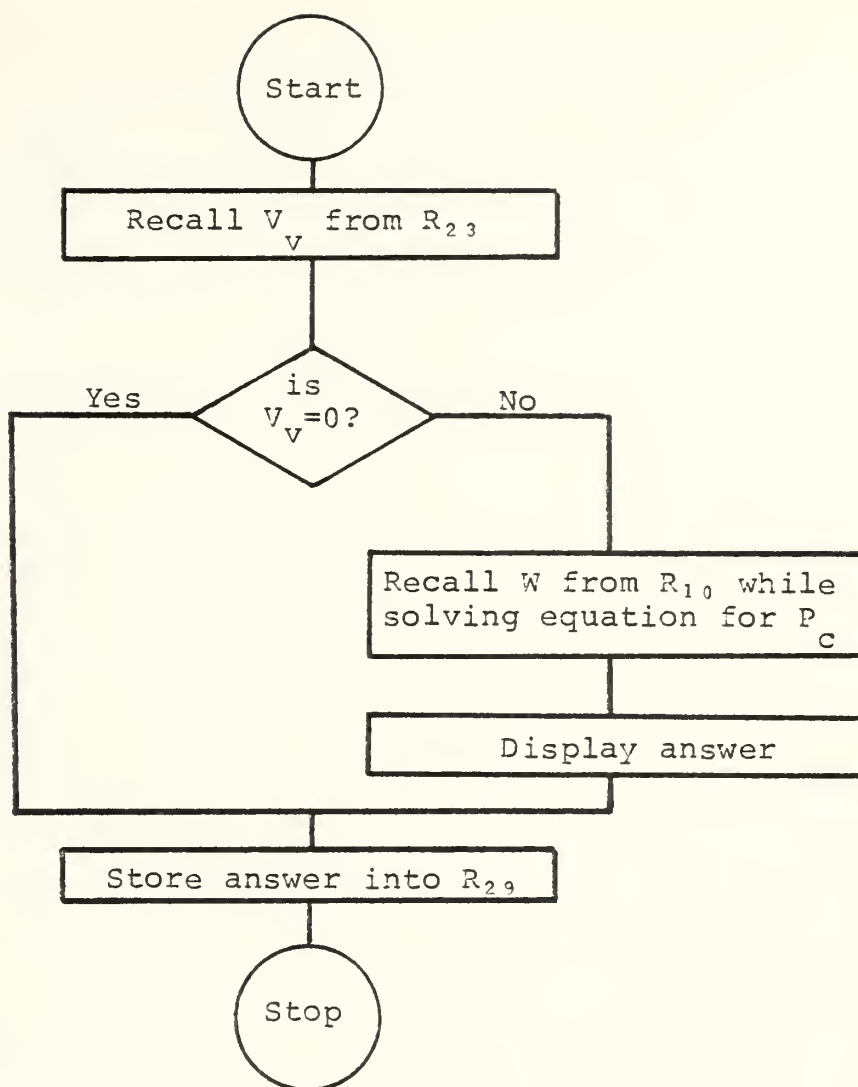 Start
Recall V_v from R_23
is
V_v=0?
Yes
No
Recall W from R_10 while
solving equation for P_c
Display answer
Store answer into R_29
Stop